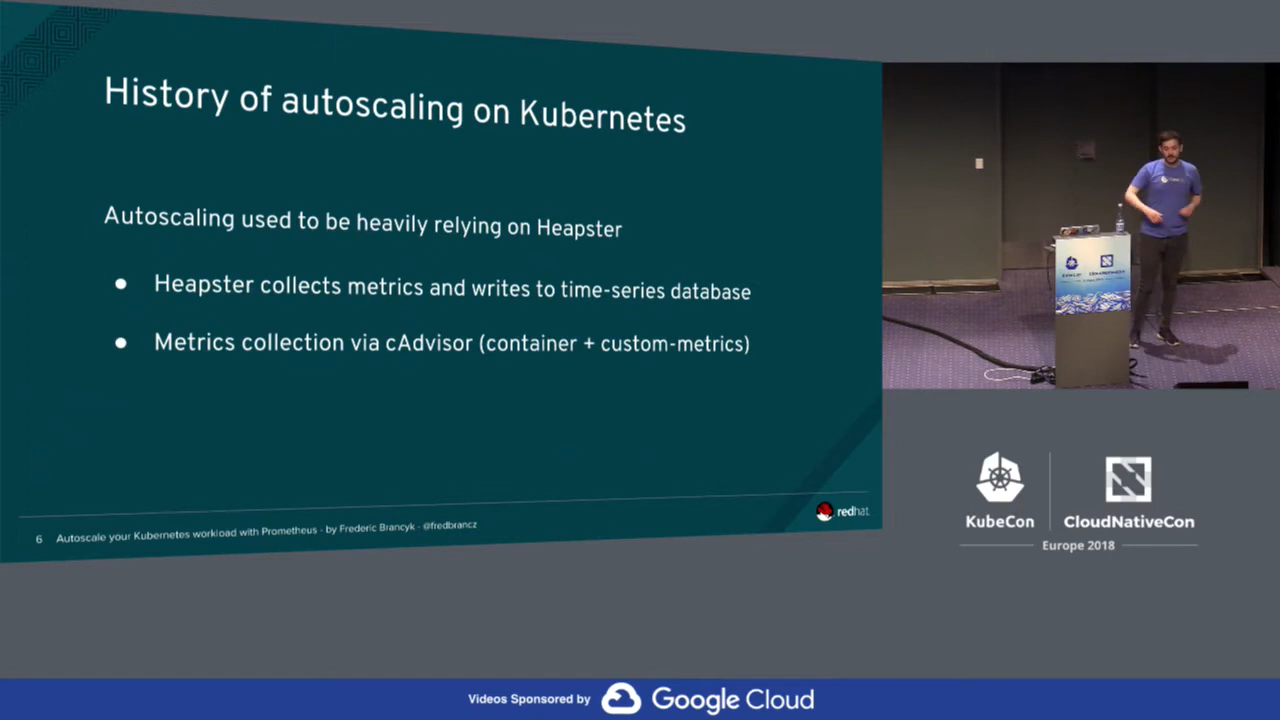 History of autoscaling on Kubernetes
Autoscaling used to be heavily relying on Heapster
● Heapster collects metrics and writes to time-series database
● Metrics collection via cAdvisor (container + custom-metrics)
6 Autoscale your Kubernetes workload with Prometheus - by Frederic Brancyk - @fredbrancz
redhat.
KubeCon
CloudNativeCon
Europe 2018
Videos Sponsored by Google Cloud